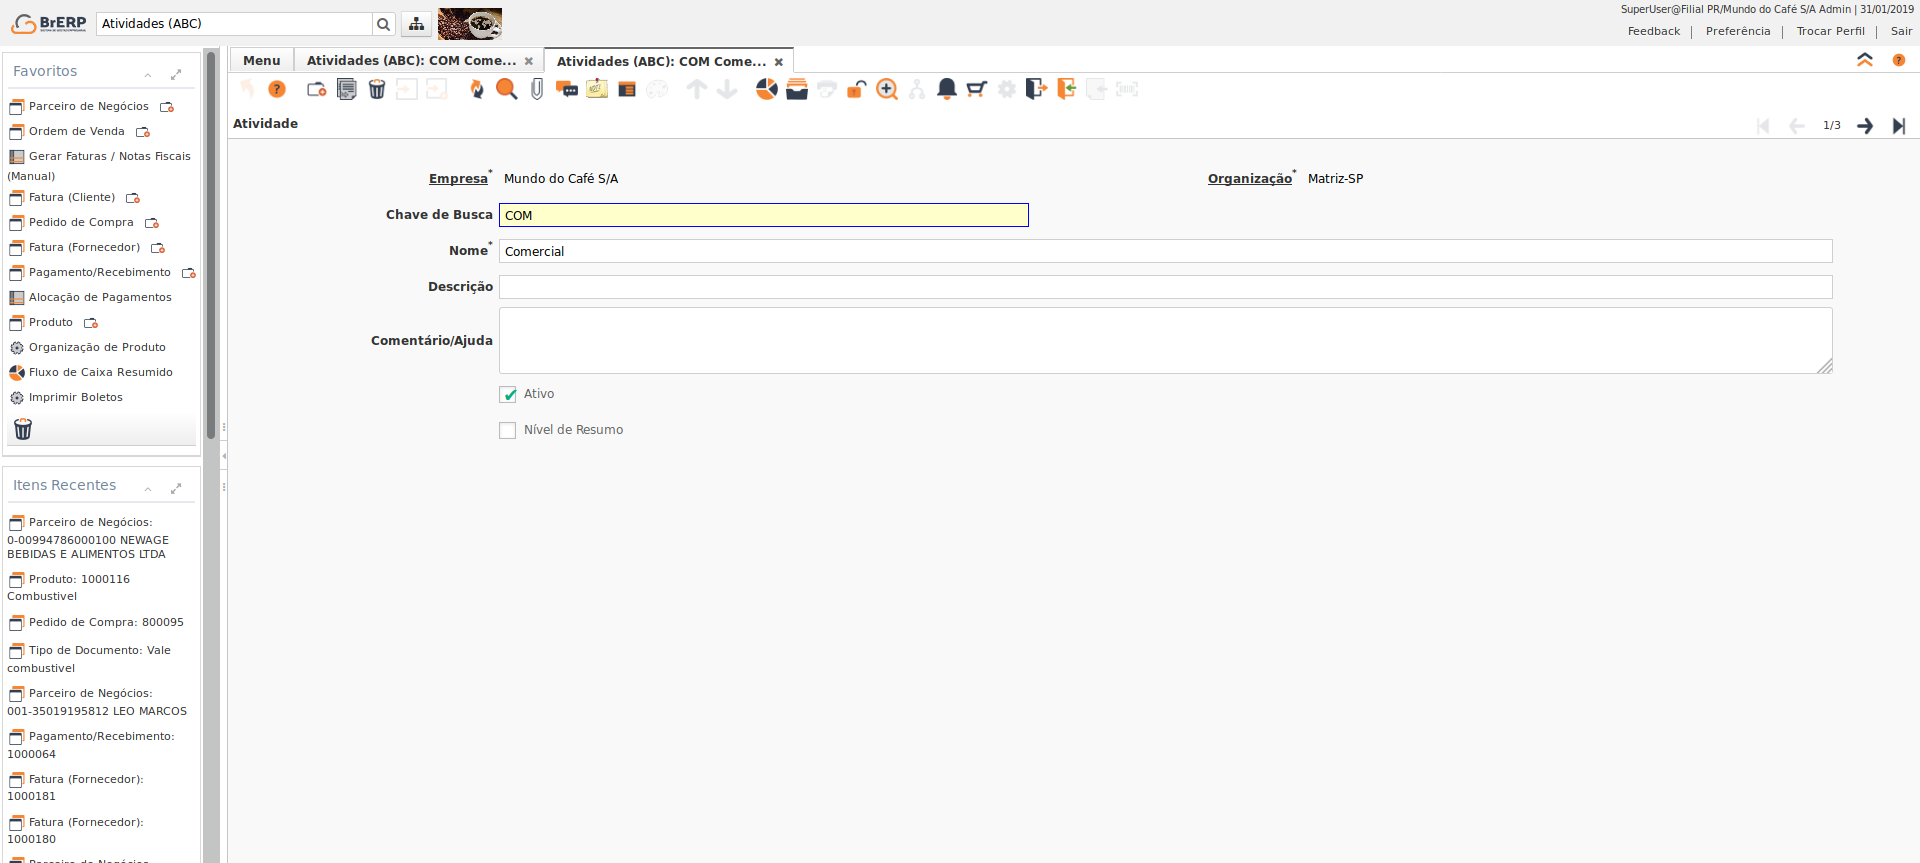 BrERP
Atividades (ABC)
SuperUser@Filial PR/Mundo do Café S/A Admin | 31/01/2019
Feedback | Preferência | Trocar Perfil | Sair
Favoritos
Parceiro de Negócios
Ordem de Venda
Gerar Faturas / Notas Fiscais
(Manual)
Fatura (Cliente)
Pedido de Compra
Fatura (Fornecedor)
Pagamento/Recebimento
Alocação de Pagamentos
Produto
Organização de Produto
Fluxo de Caixa Resumido
Imprimir Boletos
Itens Recentes
Parceiro de Negócios:
0-00994786000100 NEWAGE
BEBIDAS E ALIMENTOS LTDA
Produto: 1000116
Combustivel
Pedido de Compra: 800095
Tipo de Documento: Vale
combustivel
Parceiro de Negócios:
001-35019195812 LEO MARCOS
Pagamento/Recebimento:
1000064
Fatura (Fornecedor):
1000181
Fatura (Fornecedor):
1000180
Parceiro de Negócios
Menu
Atividades (ABC): COM Come...
Atividades (ABC): COM Come...
Atividade
1/3
Empresa* Mundo do Café S/A
Organização* Matriz-SP
Chave de Busca COM
Nome* Comercial
Descrição
Comentário/Ajuda
Ativo
Nível de Resumo